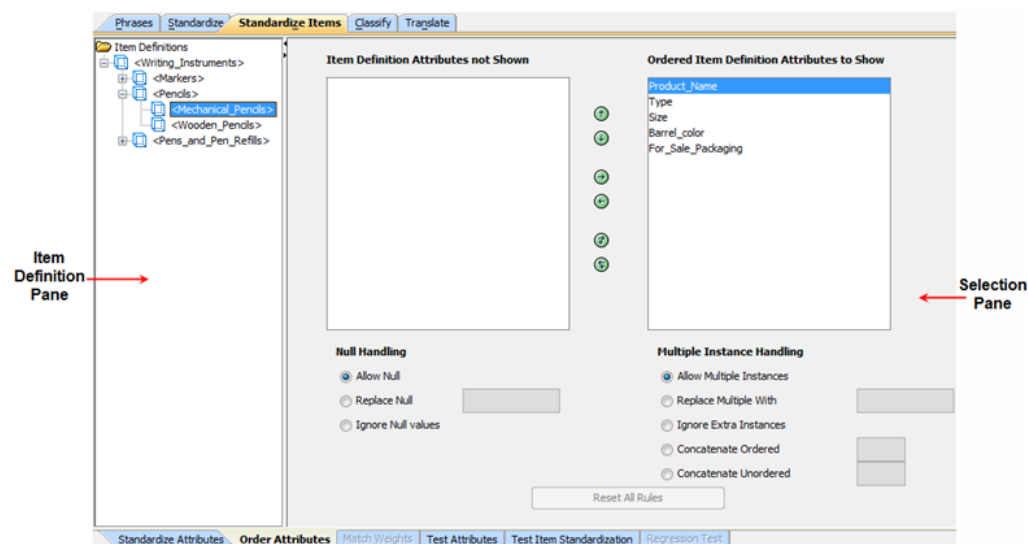 Phrases Standardize Standardize Items Classify Translate
Item Definitions
<Writing_Instruments>
<Markers>
<Pencils>
<Mechanical_Pencils>
<Wooden_Pencils>
<Pens_and_Pen_Refills>
Item Definition Attributes not Shown
Ordered Item Definition Attributes to Show
Product_Name
Type
Size
Barrel_color
For_Sale_Packaging
Item
Definition
Pane
Selection
Pane
Null Handling
Allow Null
Replace Null
Ignore Null values
Multiple Instance Handling
Allow Multiple Instances
Replace Multiple With
Ignore Extra Instances
Concatenate Ordered
Concatenate Unordered
Reset All Rules
Standardize Attributes Order Attributes Match Weights Test Attributes Test Item Standardization Regression Test